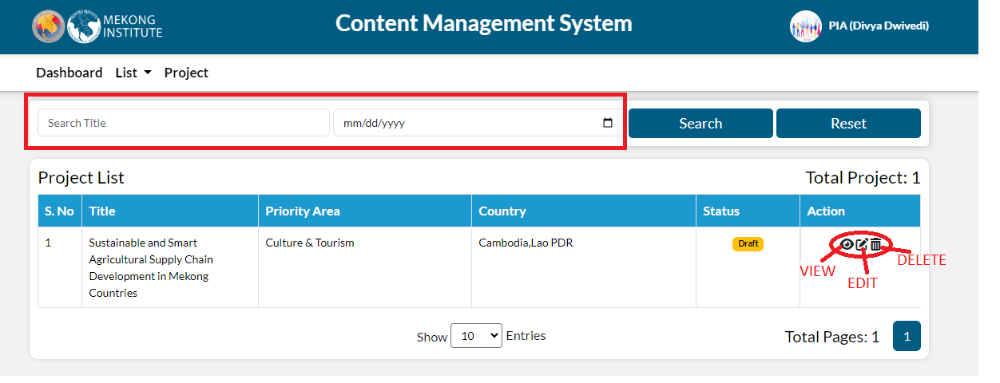 MEKONG
INSTITUTE
Content Management System
PIA (Divya Dwivedi)
Dashboard List Project
Search Title mm/dd/yyyy Search Reset
Project List Total Project: 1
S. No Title Priority Area Country Status Action
1 Sustainable and Smart Culture & Tourism Cambodia,Lao PDR Draft
Agricultural Supply Chain
Development in Mekong
Countries
VIEW EDIT DELETE
Show 10 Entries Total Pages: 1 1